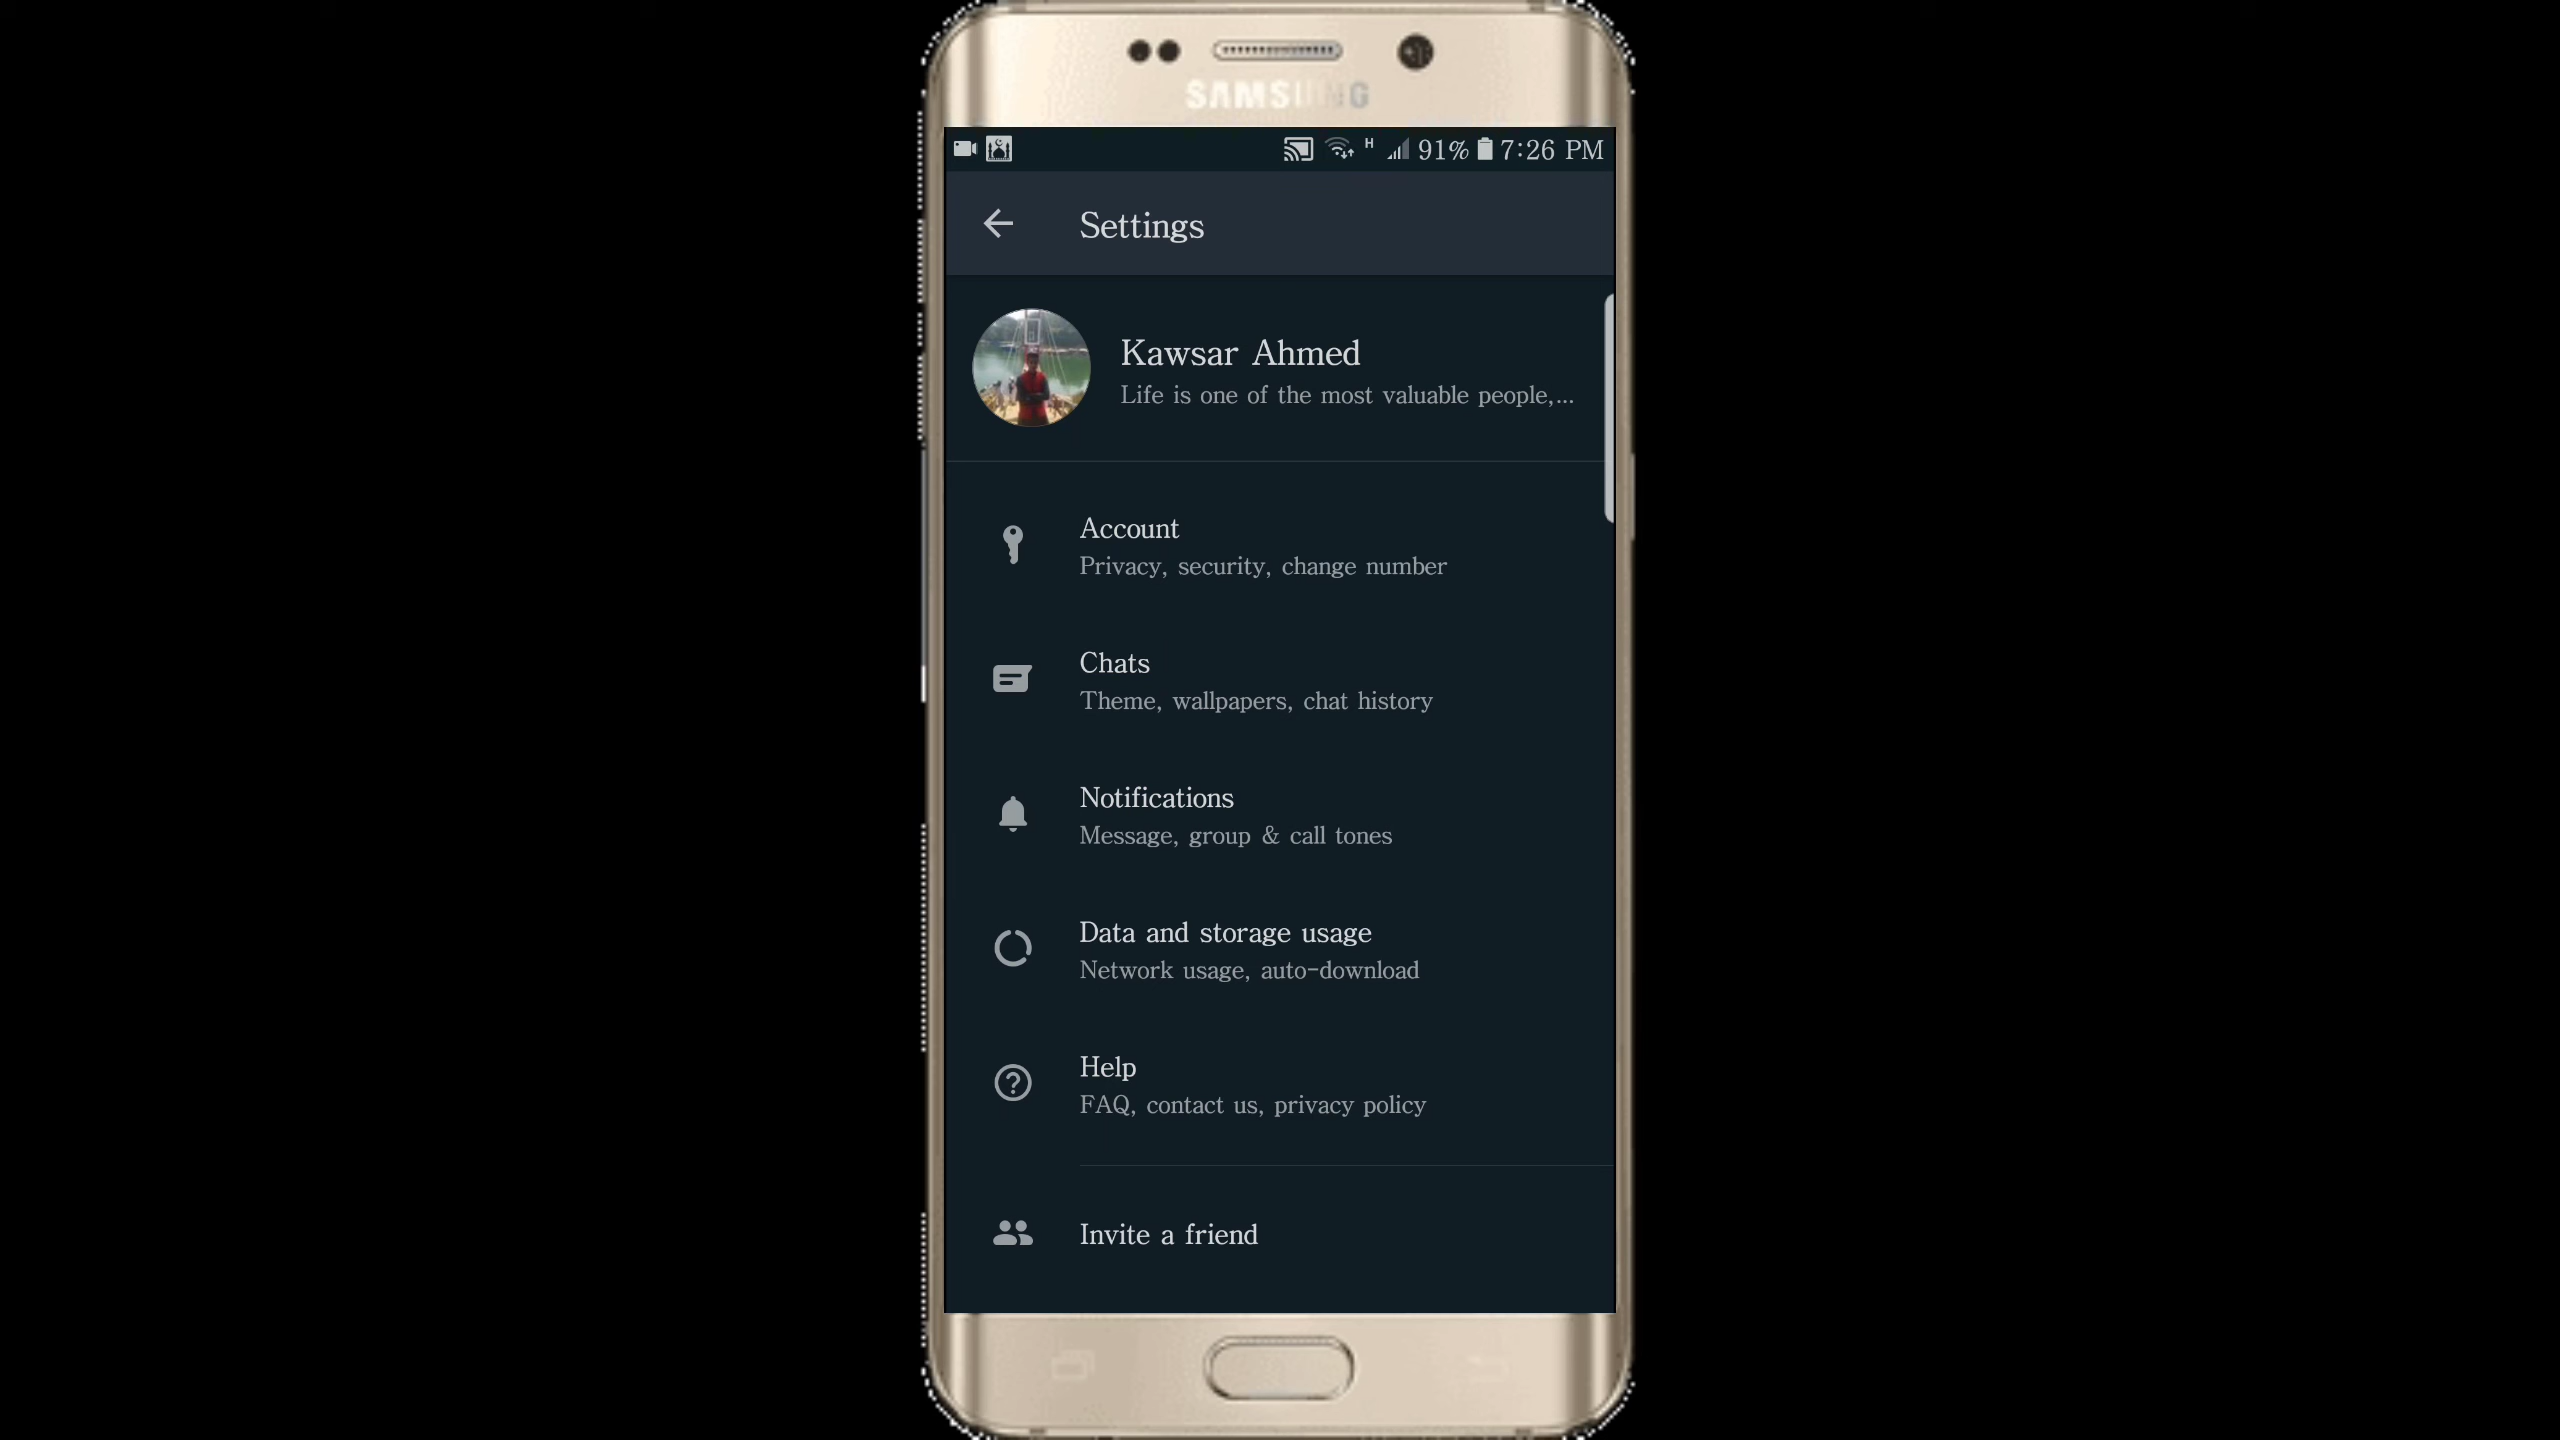 SAMSUNG
H 91% 7:26 PM
Settings
Kawsar Ahmed
Life is one of the most valuable people,...
Account
Privacy, security, change number
Chats
Theme, wallpapers, chat history
Notifications
Message, group & call tones
Data and storage usage
Network usage, auto-download
Help
FAQ, contact us, privacy policy
Invite a friend